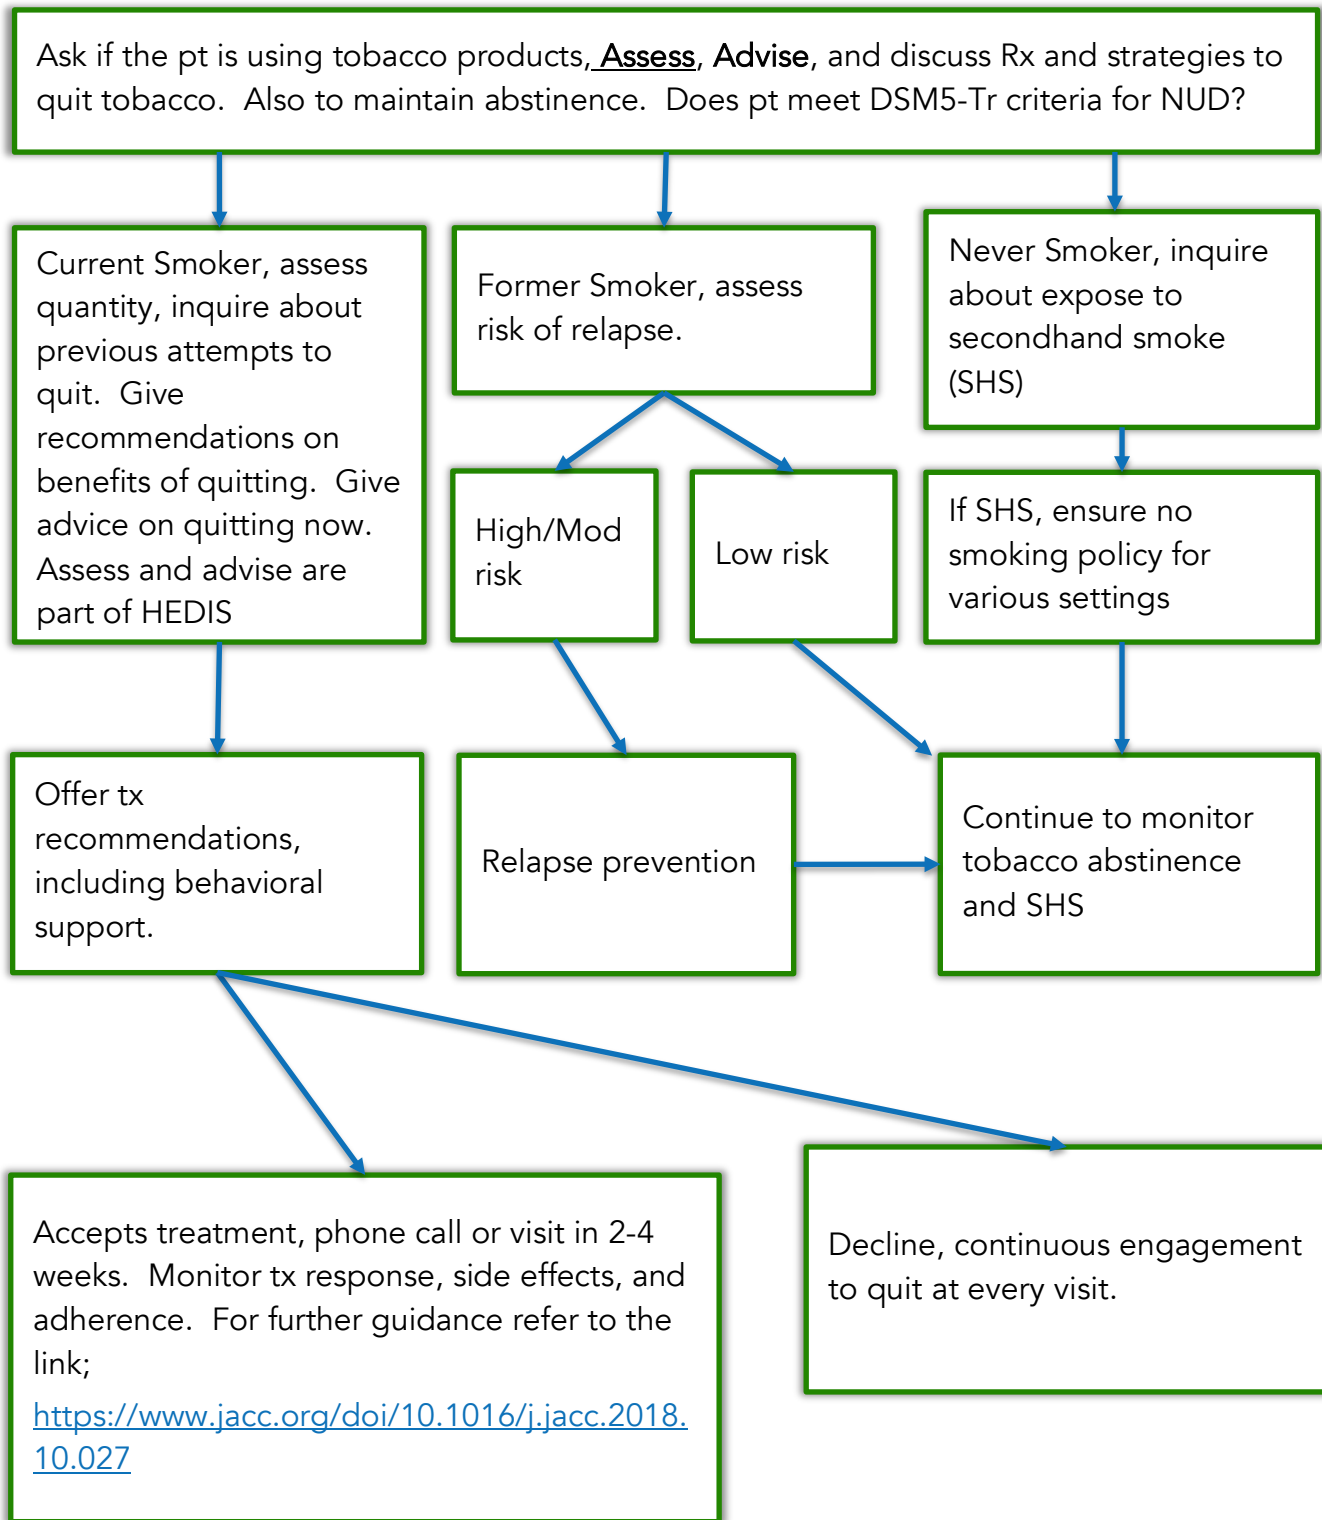 Ask if the pt is using tobacco products, Assess, Advise, and discuss Rx and strategies to
quit tobacco.  Also to maintain abstinence.  Does pt meet DSM5-Tr criteria for NUD?
Current Smoker, assess
quantity, inquire about
previous attempts to
quit.  Give
recommendations on
benefits of quitting.  Give
advice on quitting now.
Assess and advise are
part of HEDIS
Former Smoker, assess
risk of relapse.
Never Smoker, inquire
about expose to
secondhand smoke
(SHS)
High/Mod
risk
Low risk
If SHS, ensure no
smoking policy for
various settings
Offer tx
recommendations,
including behavioral
support.
Relapse prevention
Continue to monitor
tobacco abstinence
and SHS
Accepts treatment, phone call or visit in 2-4
weeks.  Monitor tx response, side effects, and
adherence.  For further guidance refer to the
link;
https://www.jacc.org/doi/10.1016/j.jacc.2018.
10.027
Decline, continuous engagement
to quit at every visit.